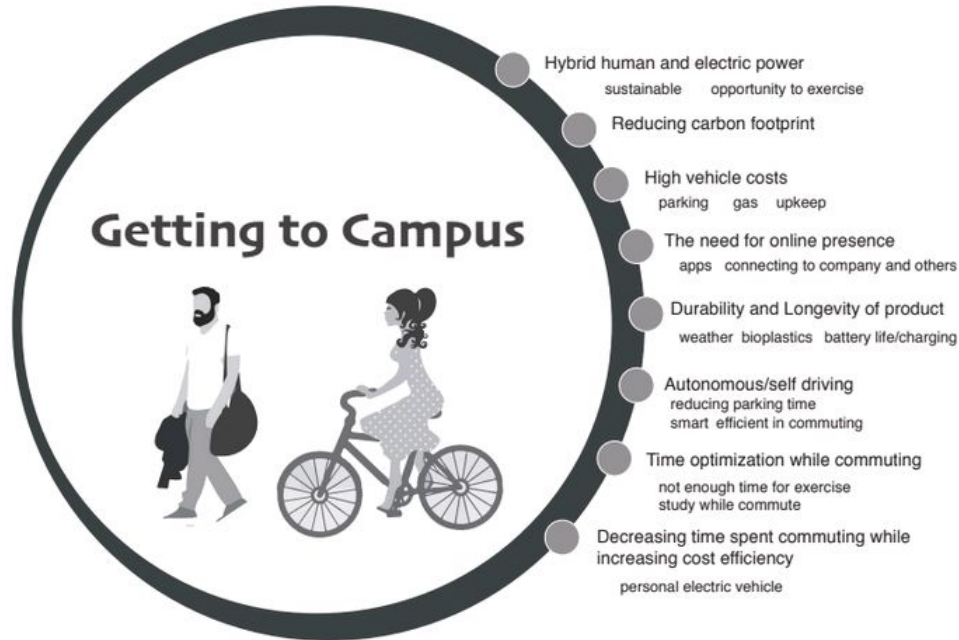 Getting to Campus
Hybrid human and electric power
sustainable opportunity to exercise
Reducing carbon footprint
High vehicle costs
parking gas upkeep
The need for online presence
apps connecting to company and others
Durability and Longevity of product
weather bioplastics battery life/charging
Autonomous/self driving
reducing parking time
smart efficient in commuting
Time optimization while commuting
not enough time for exercise
study while commute
Decreasing time spent commuting while
increasing cost efficiency
personal electric vehicle